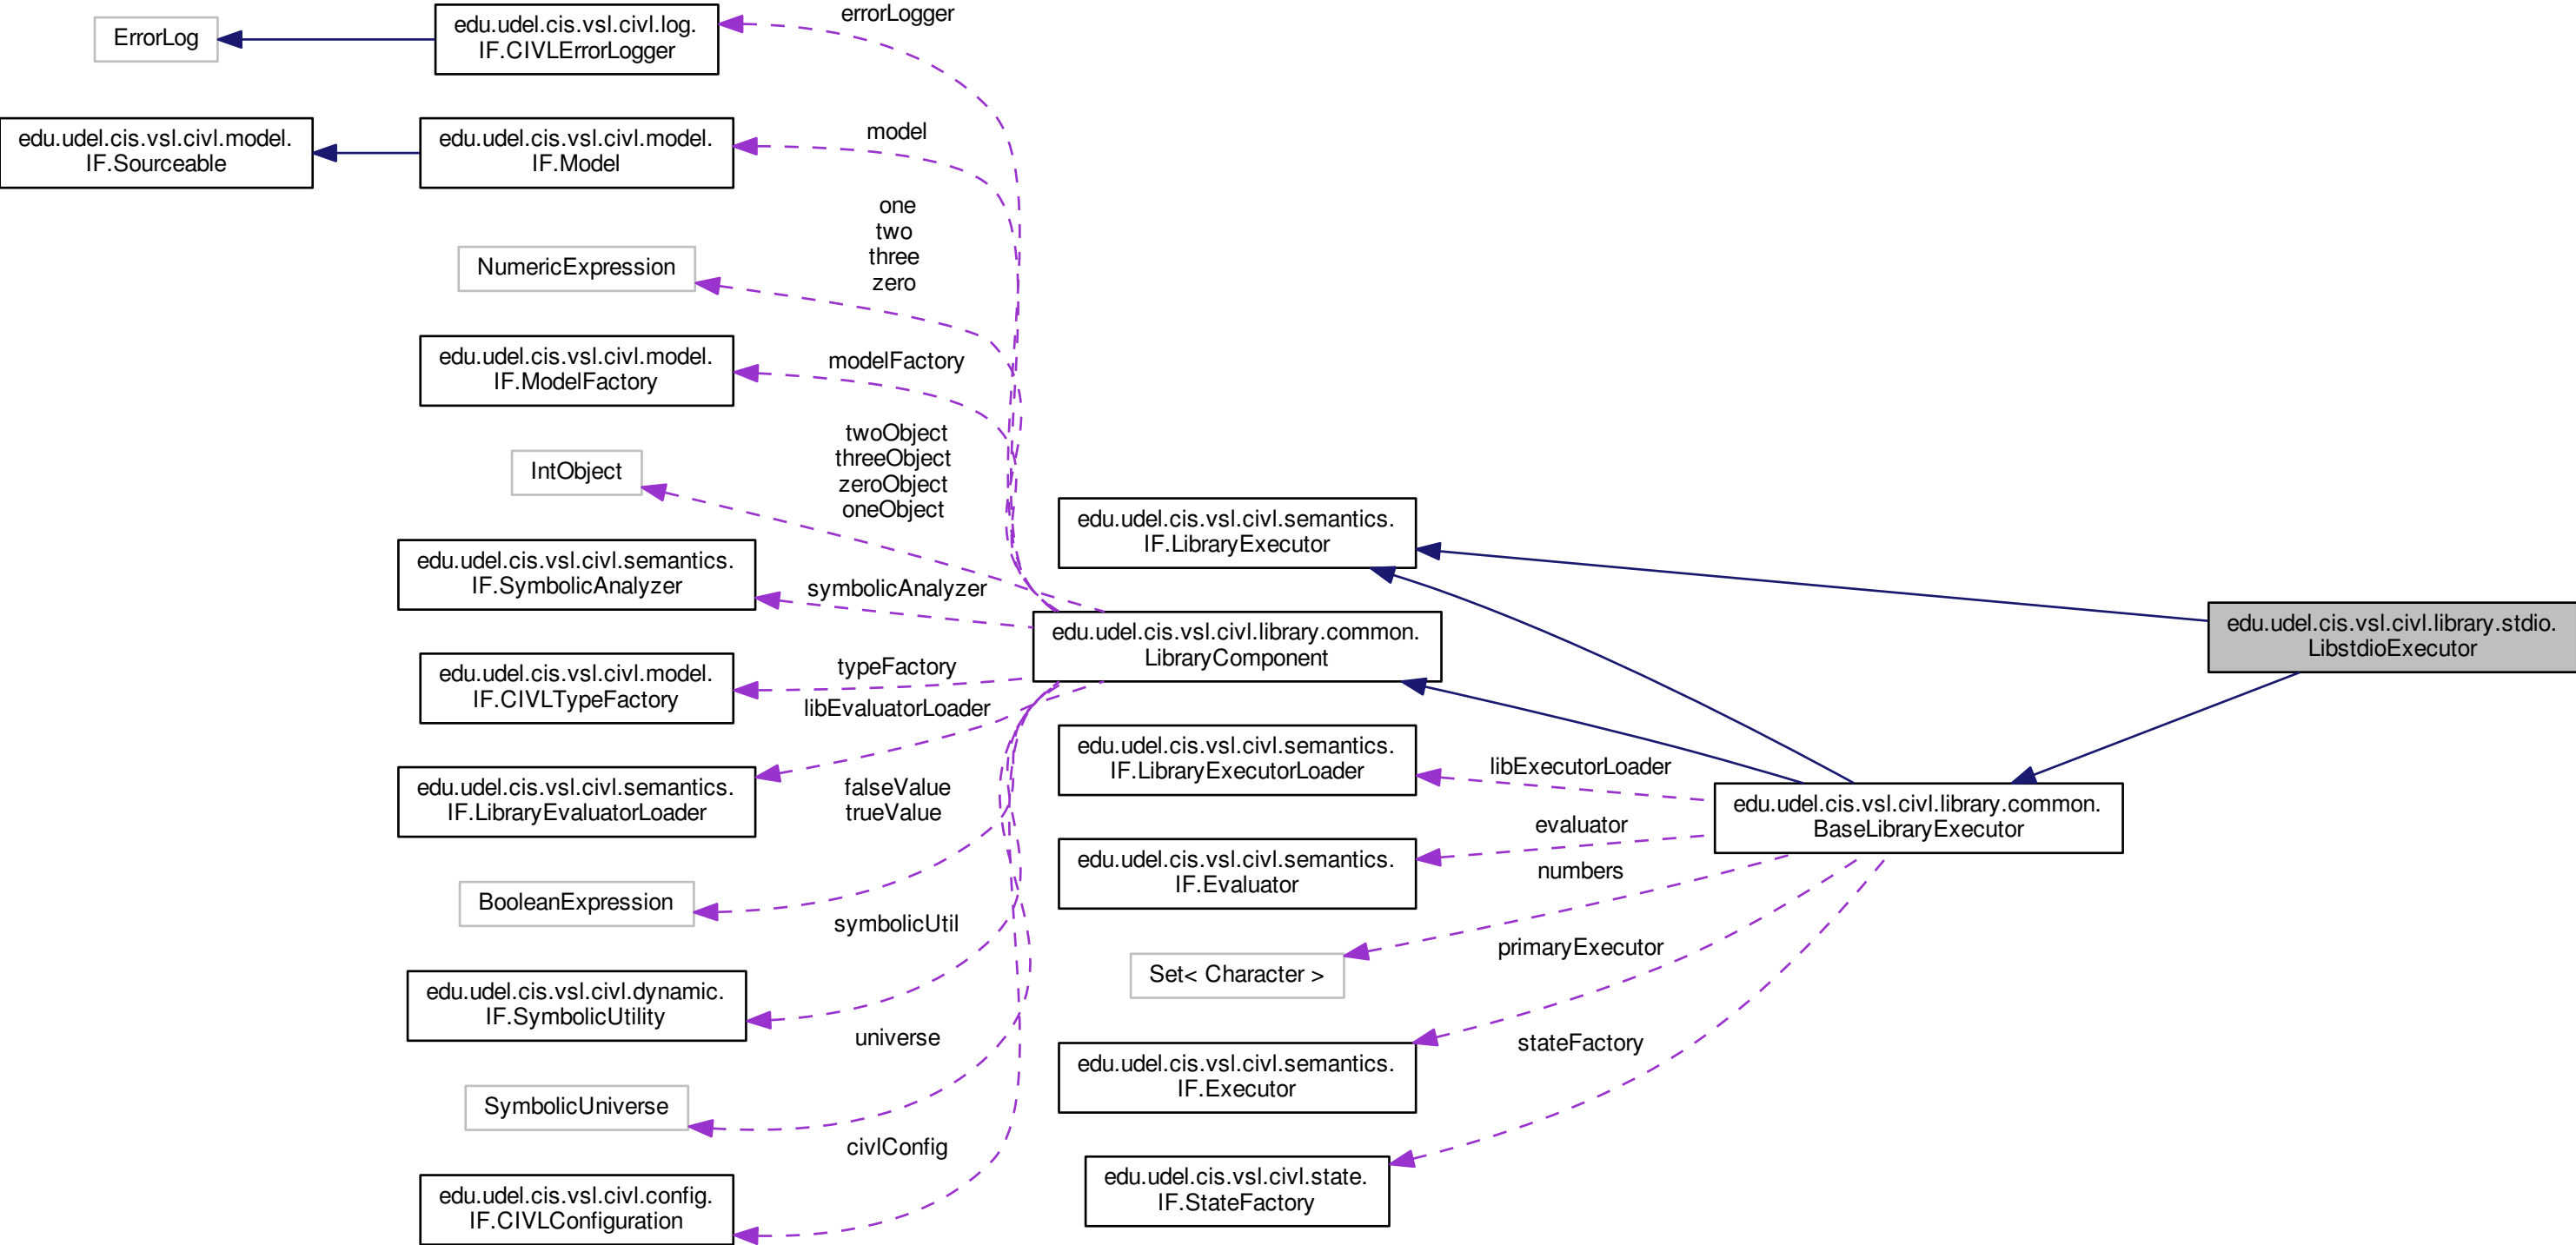 errorLogger
ErrorLog
edu.udel.cis.vsl.civl.log.
IF.CIVLErrorLogger
model
edu.udel.cis.vsl.civl.model.
IF.Sourceable
edu.udel.cis.vsl.civl.model.
IF.Model
one
two
three
zero
NumericExpression
modelFactory
edu.udel.cis.vsl.civl.model.
IF.ModelFactory
twoObject
threeObject
zeroObject
oneObject
IntObject
edu.udel.cis.vsl.civl.semantics.
IF.SymbolicAnalyzer
symbolicAnalyzer
edu.udel.cis.vsl.civl.model.
IF.CIVLTypeFactory
typeFactory
libEvaluatorLoader
edu.udel.cis.vsl.civl.semantics.
IF.LibraryEvaluatorLoader
falseValue
trueValue
BooleanExpression
symbolicUtil
edu.udel.cis.vsl.civl.dynamic.
IF.SymbolicUtility
universe
SymbolicUniverse
civlConfig
edu.udel.cis.vsl.civl.config.
IF.CIVLConfiguration
edu.udel.cis.vsl.civl.semantics.
IF.LibraryExecutor
edu.udel.cis.vsl.civl.library.common.
LibraryComponent
edu.udel.cis.vsl.civl.semantics.
IF.LibraryExecutorLoader
libExecutorLoader
edu.udel.cis.vsl.civl.semantics.
IF.Evaluator
evaluator
numbers
Set< Character >
primaryExecutor
edu.udel.cis.vsl.civl.semantics.
IF.Executor
stateFactory
edu.udel.cis.vsl.civl.state.
IF.StateFactory
edu.udel.cis.vsl.civl.library.common.
BaseLibraryExecutor
edu.udel.cis.vsl.civl.library.stdio.
LibstdioExecutor